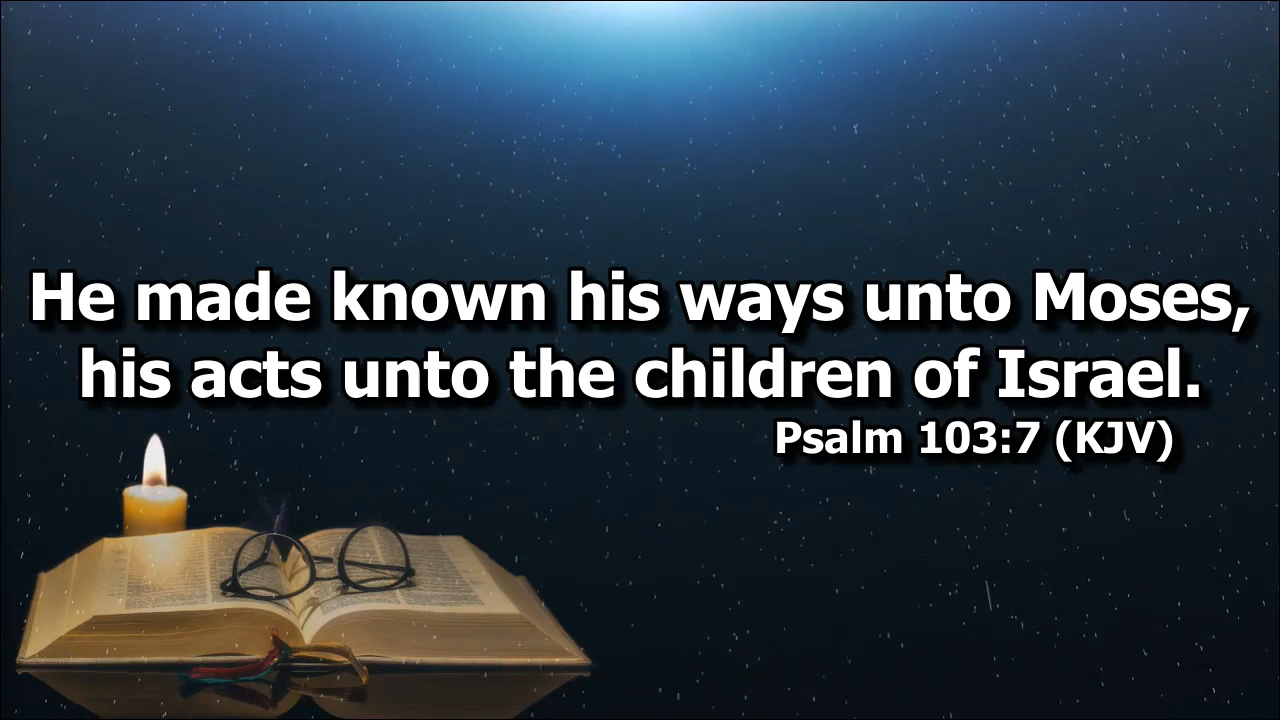 He made known his ways unto Moses,
his acts unto the children of Israel.
Psalm 103:7 (KJV)